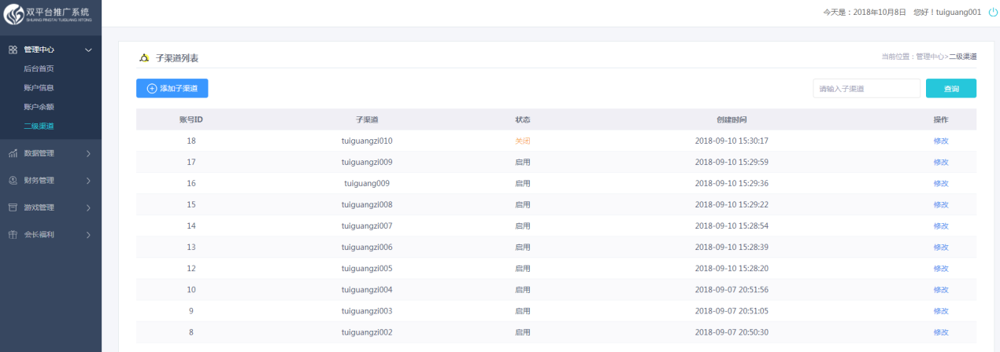 双平台推广系统
SHUANG PINGTAI TUIGUANG XITONG
今天是：2018年10月8日 您好！tuiguang001
管理中心
后台首页
账户信息
账户余额
二级渠道
数据管理
财务管理
游戏管理
会长福利
子渠道列表
当前位置：管理中心>二级渠道
添加子渠道
请输入子渠道
查询
账号ID 子渠道 状态 创建时间 操作
18 tuiguangzi010 关闭 2018-09-10 15:30:17 修改
17 tuiguangzi009 启用 2018-09-10 15:29:59 修改
16 tuiguang009 启用 2018-09-10 15:29:36 修改
15 tuiguangzi008 启用 2018-09-10 15:29:22 修改
14 tuiguangzi007 启用 2018-09-10 15:28:54 修改
13 tuiguangzi006 启用 2018-09-10 15:28:39 修改
12 tuiguangzi005 启用 2018-09-10 15:28:20 修改
10 tuiguangzi004 启用 2018-09-07 20:51:56 修改
9 tuiguangzi003 启用 2018-09-07 20:51:05 修改
8 tuiguangzi002 启用 2018-09-07 20:50:30 修改